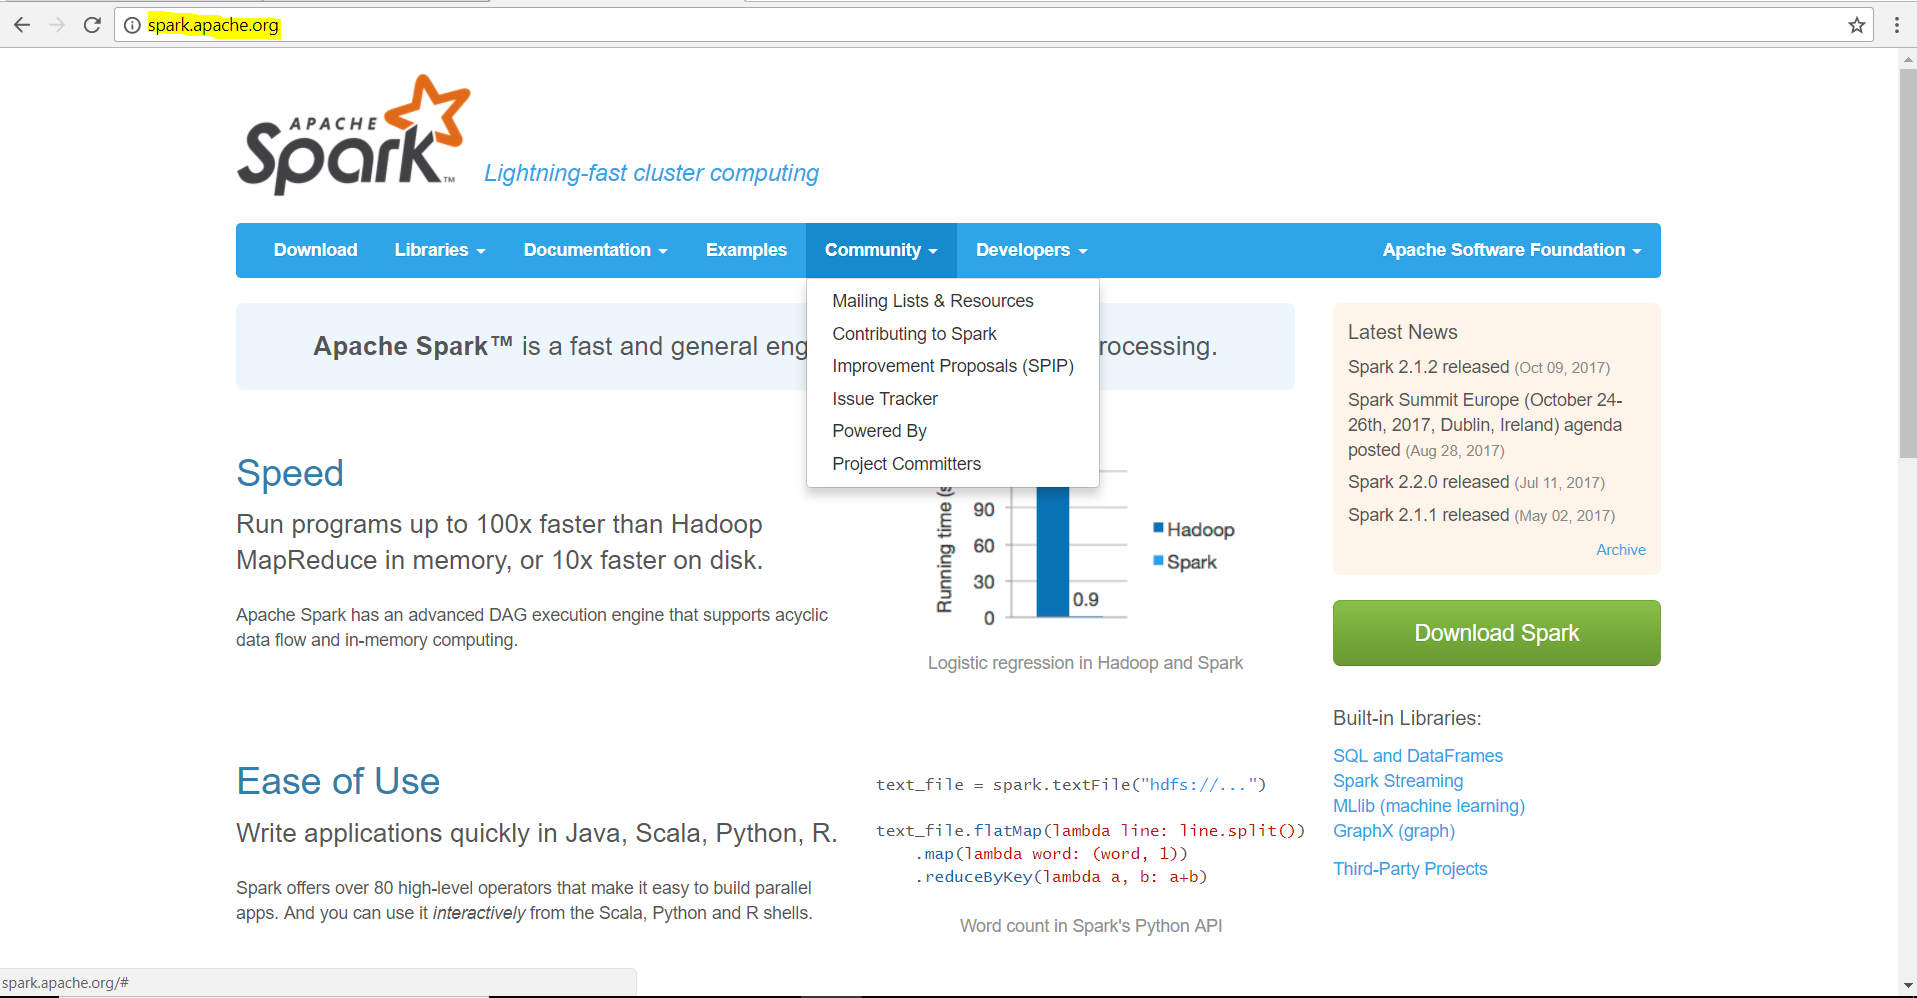 spark.apache.org
APACHE
Spark™
Lightning-fast cluster computing
Download Libraries Documentation Examples Community Developers Apache Software Foundation
Mailing Lists & Resources
Contributing to Spark
Improvement Proposals (SPIP)
Issue Tracker
Powered By
Project Committers
Apache Spark™ is a fast and general eng rocessing.
Speed
Run programs up to 100x faster than Hadoop
MapReduce in memory, or 10x faster on disk.
Apache Spark has an advanced DAG execution engine that supports acyclic
data flow and in-memory computing.
Running time (s
90
60
30
0
0.9
Hadoop
Spark
Logistic regression in Hadoop and Spark
Ease of Use
Write applications quickly in Java, Scala, Python, R.
Spark offers over 80 high-level operators that make it easy to build parallel
apps. And you can use it interactively from the Scala, Python and R shells.
text_file = spark.textFile("hdfs://...")
text_file.flatMap(lambda line: line.split())
.map(lambda word: (word, 1))
.reduceByKey(lambda a, b: a+b)
Word count in Spark's Python API
Latest News
Spark 2.1.2 released (Oct 09, 2017)
Spark Summit Europe (October 24-
26th, 2017, Dublin, Ireland) agenda
posted (Aug 28, 2017)
Spark 2.2.0 released (Jul 11, 2017)
Spark 2.1.1 released (May 02, 2017)
Archive
Download Spark
Built-in Libraries:
SQL and DataFrames
Spark Streaming
MLlib (machine learning)
GraphX (graph)
Third-Party Projects
spark.apache.org/#